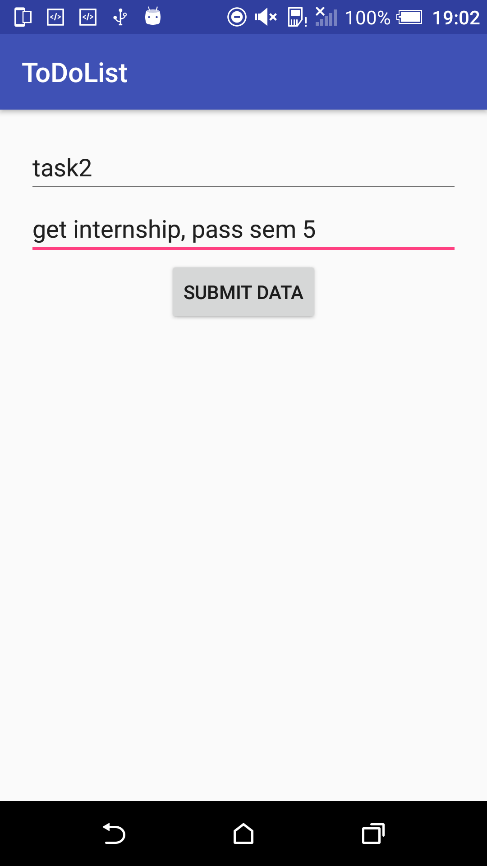 100% 19:02
ToDoList
task2
get internship, pass sem 5
SUBMIT DATA